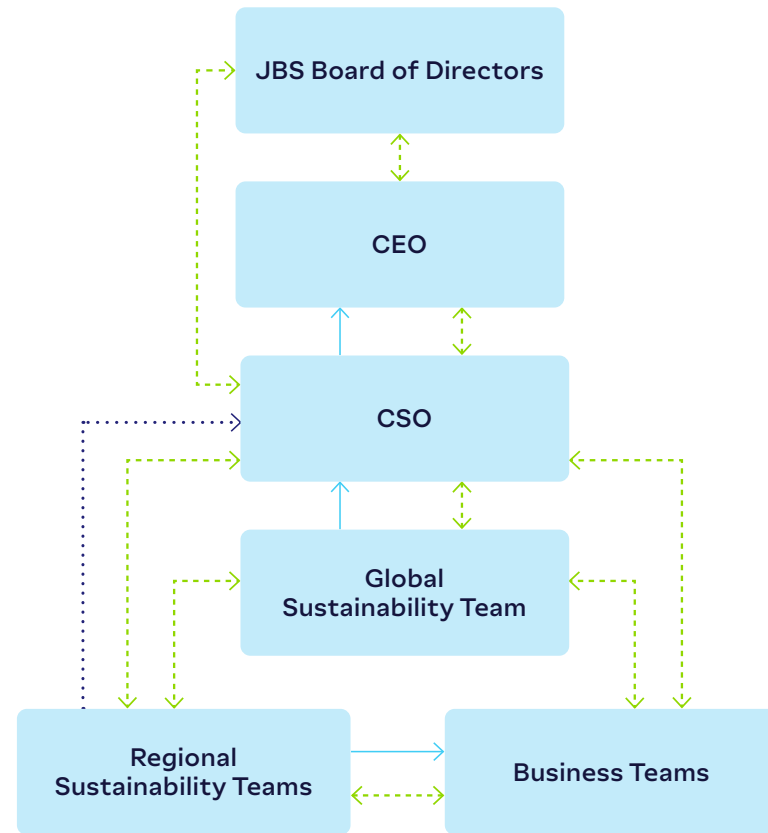 JBS Board of Directors
CEO
CSO
Global
Sustainability Team
Regional
Sustainability Teams
Business Teams